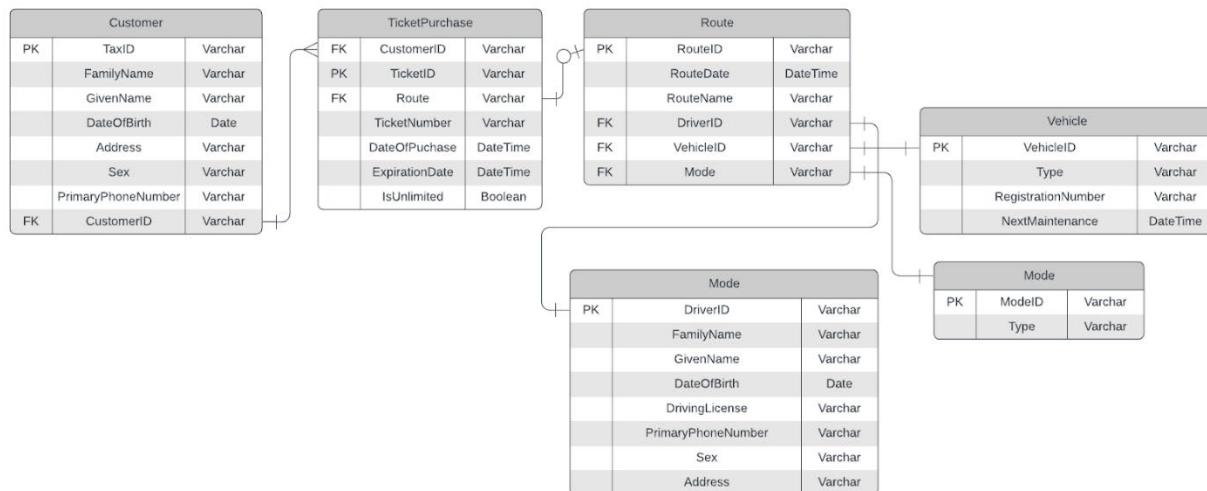 Customer
PK TaxID Varchar
FamilyName Varchar
GivenName Varchar
DateOfBirth Date
Address Varchar
Sex Varchar
PrimaryPhoneNumber Varchar
FK CustomerID Varchar
TicketPurchase
FK CustomerID Varchar
PK TicketID Varchar
FK Route Varchar
TicketNumber Varchar
DateOfPuchase DateTime
ExpirationDate DateTime
IsUnlimited Boolean
Route
PK RouteID Varchar
RouteDate DateTime
RouteName Varchar
FK DriverID Varchar
FK VehicleID Varchar
FK Mode Varchar
Vehicle
PK VehicleID Varchar
Type Varchar
RegistrationNumber Varchar
NextMaintenance DateTime
Mode
PK DriverID Varchar
FamilyName Varchar
GivenName Varchar
DateOfBirth Date
DrivingLicense Varchar
PrimaryPhoneNumber Varchar
Sex Varchar
Address Varchar
Mode
PK ModeID Varchar
Type Varchar